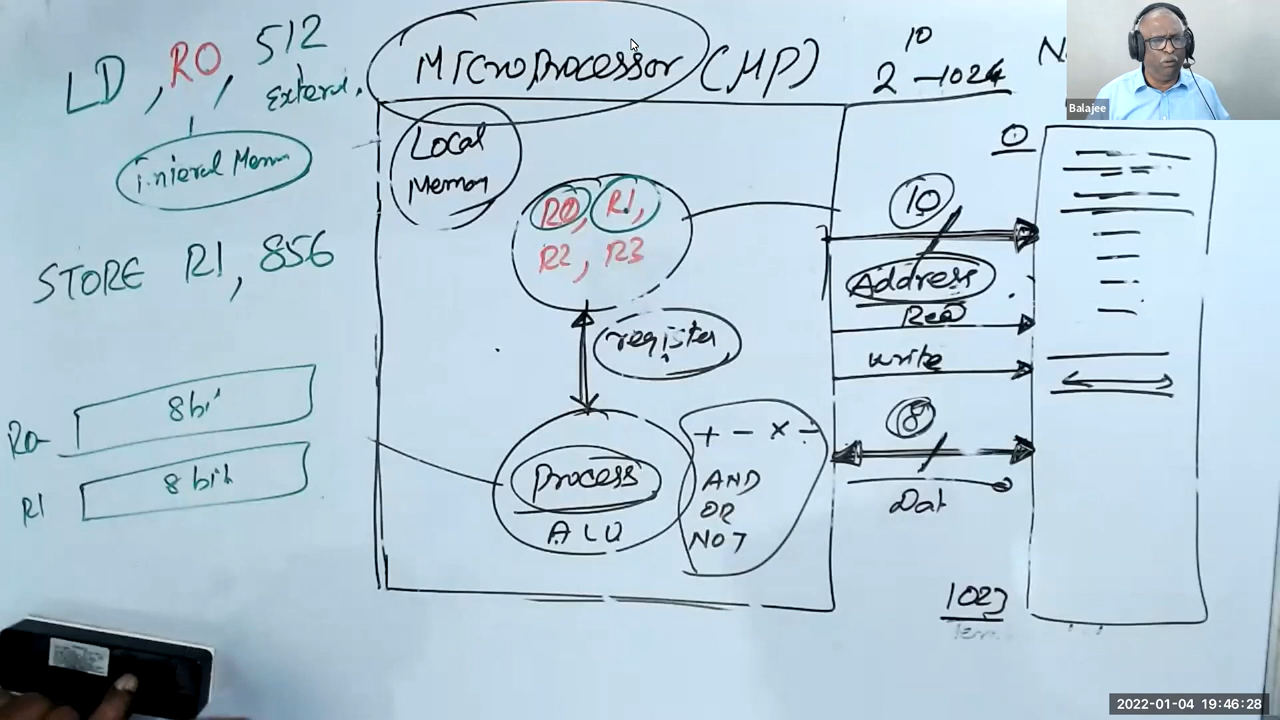 LD, R0, 512
External,
Internal Mem
STORE R1, 856
R0 8 bit
R1 8 bit
MICroProcessor (MP)
Local
Memory
R0, R1,
R2, R3
register
Process
ALU
+ - × ÷
AND
OR
NOT
10
2 - 1024
0
10
Address
Read
write
8
Dat
1023
Balajee
2022-01-04 19:46:28